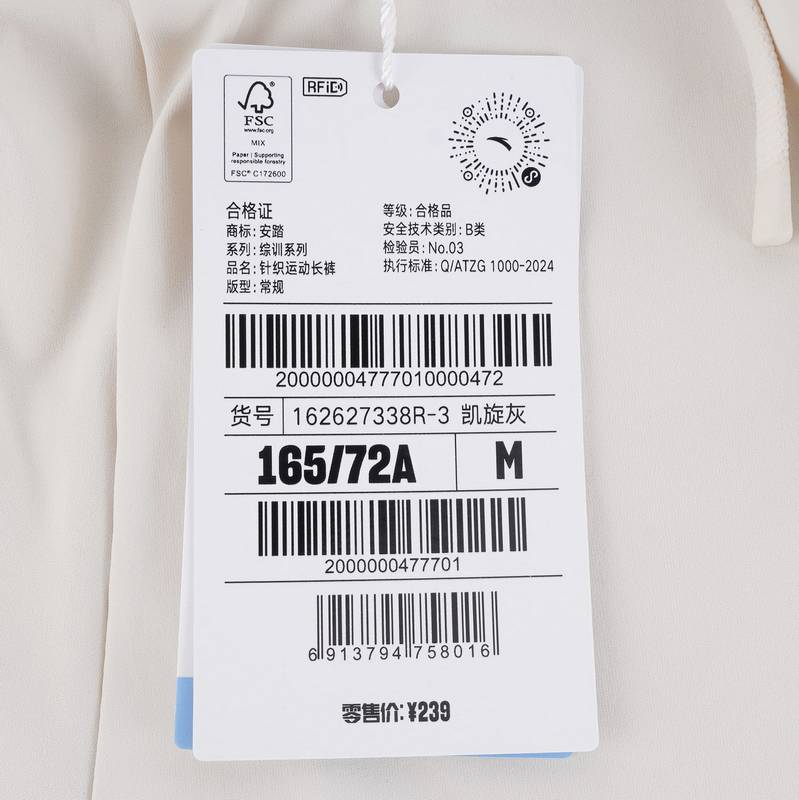 RFiD
FSC
www.fsc.org
MIX
Paper | Supporting
responsible forestry
FSC® C172600
合格证
商标: 安踏
系列: 综训系列
品名: 针织运动长裤
版型: 常规
等级: 合格品
安全技术类别: B类
检验员: No.03
执行标准: Q/ATZG 1000-2024
20000004777010000472
货号 162627338R-3 凯旋灰
165/72A M
2000000477701
6 913794 758016
零售价: ¥239